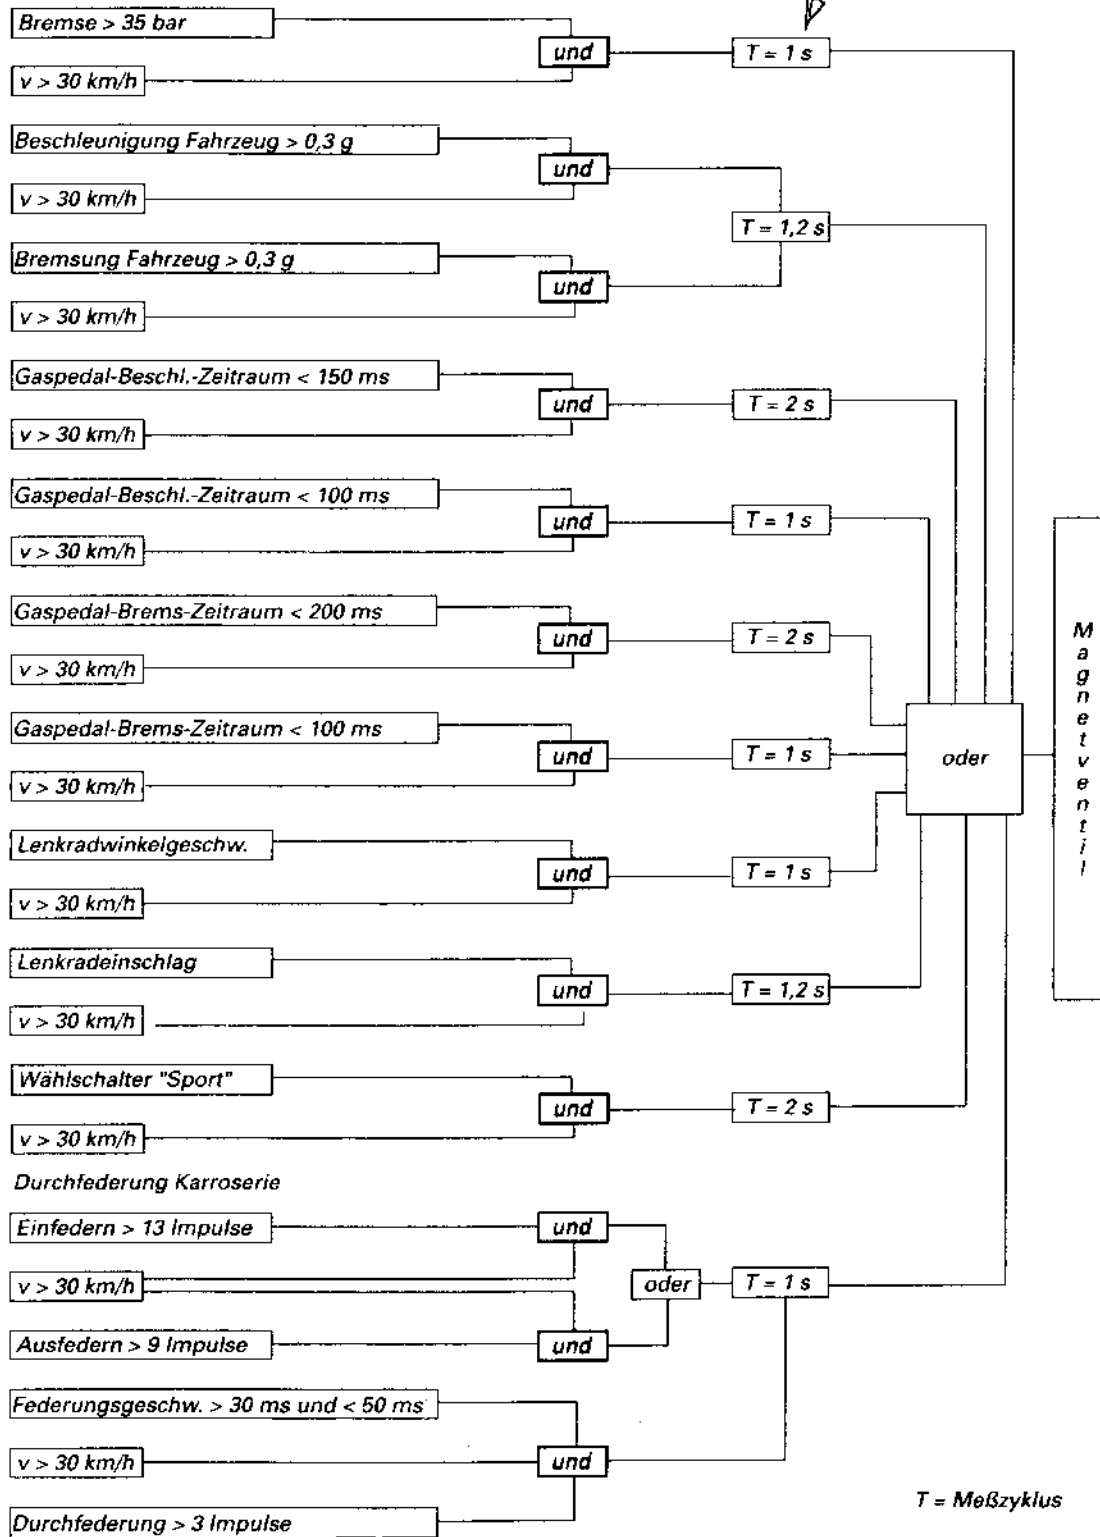 Bremse > 35 bar
und
T = 1 s
v > 30 km/h
Beschleunigung Fahrzeug > 0,3 g
und
v > 30 km/h
T = 1,2 s
Bremsung Fahrzeug > 0,3 g
und
v > 30 km/h
Gaspedal-Beschl.-Zeitraum < 150 ms
und
T = 2 s
v > 30 km/h
Gaspedal-Beschl.-Zeitraum < 100 ms
und
T = 1 s
v > 30 km/h
Gaspedal-Brems-Zeitraum < 200 ms
und
T = 2 s
v > 30 km/h
Gaspedal-Brems-Zeitraum < 100 ms
und
T = 1 s
oder
Magnetventil
v > 30 km/h
Lenkradwinkelgeschw.
und
T = 1 s
v > 30 km/h
Lenkradeinschlag
und
T = 1,2 s
v > 30 km/h
Wählschalter "Sport"
und
T = 2 s
v > 30 km/h
Durchfederung Karroserie
Einfedern > 13 Impulse
und
v > 30 km/h
oder
T = 1 s
Ausfedern > 9 Impulse
und
Federungsgeschw. > 30 ms und < 50 ms
v > 30 km/h
und
Durchfederung > 3 Impulse
T = Meßzyklus